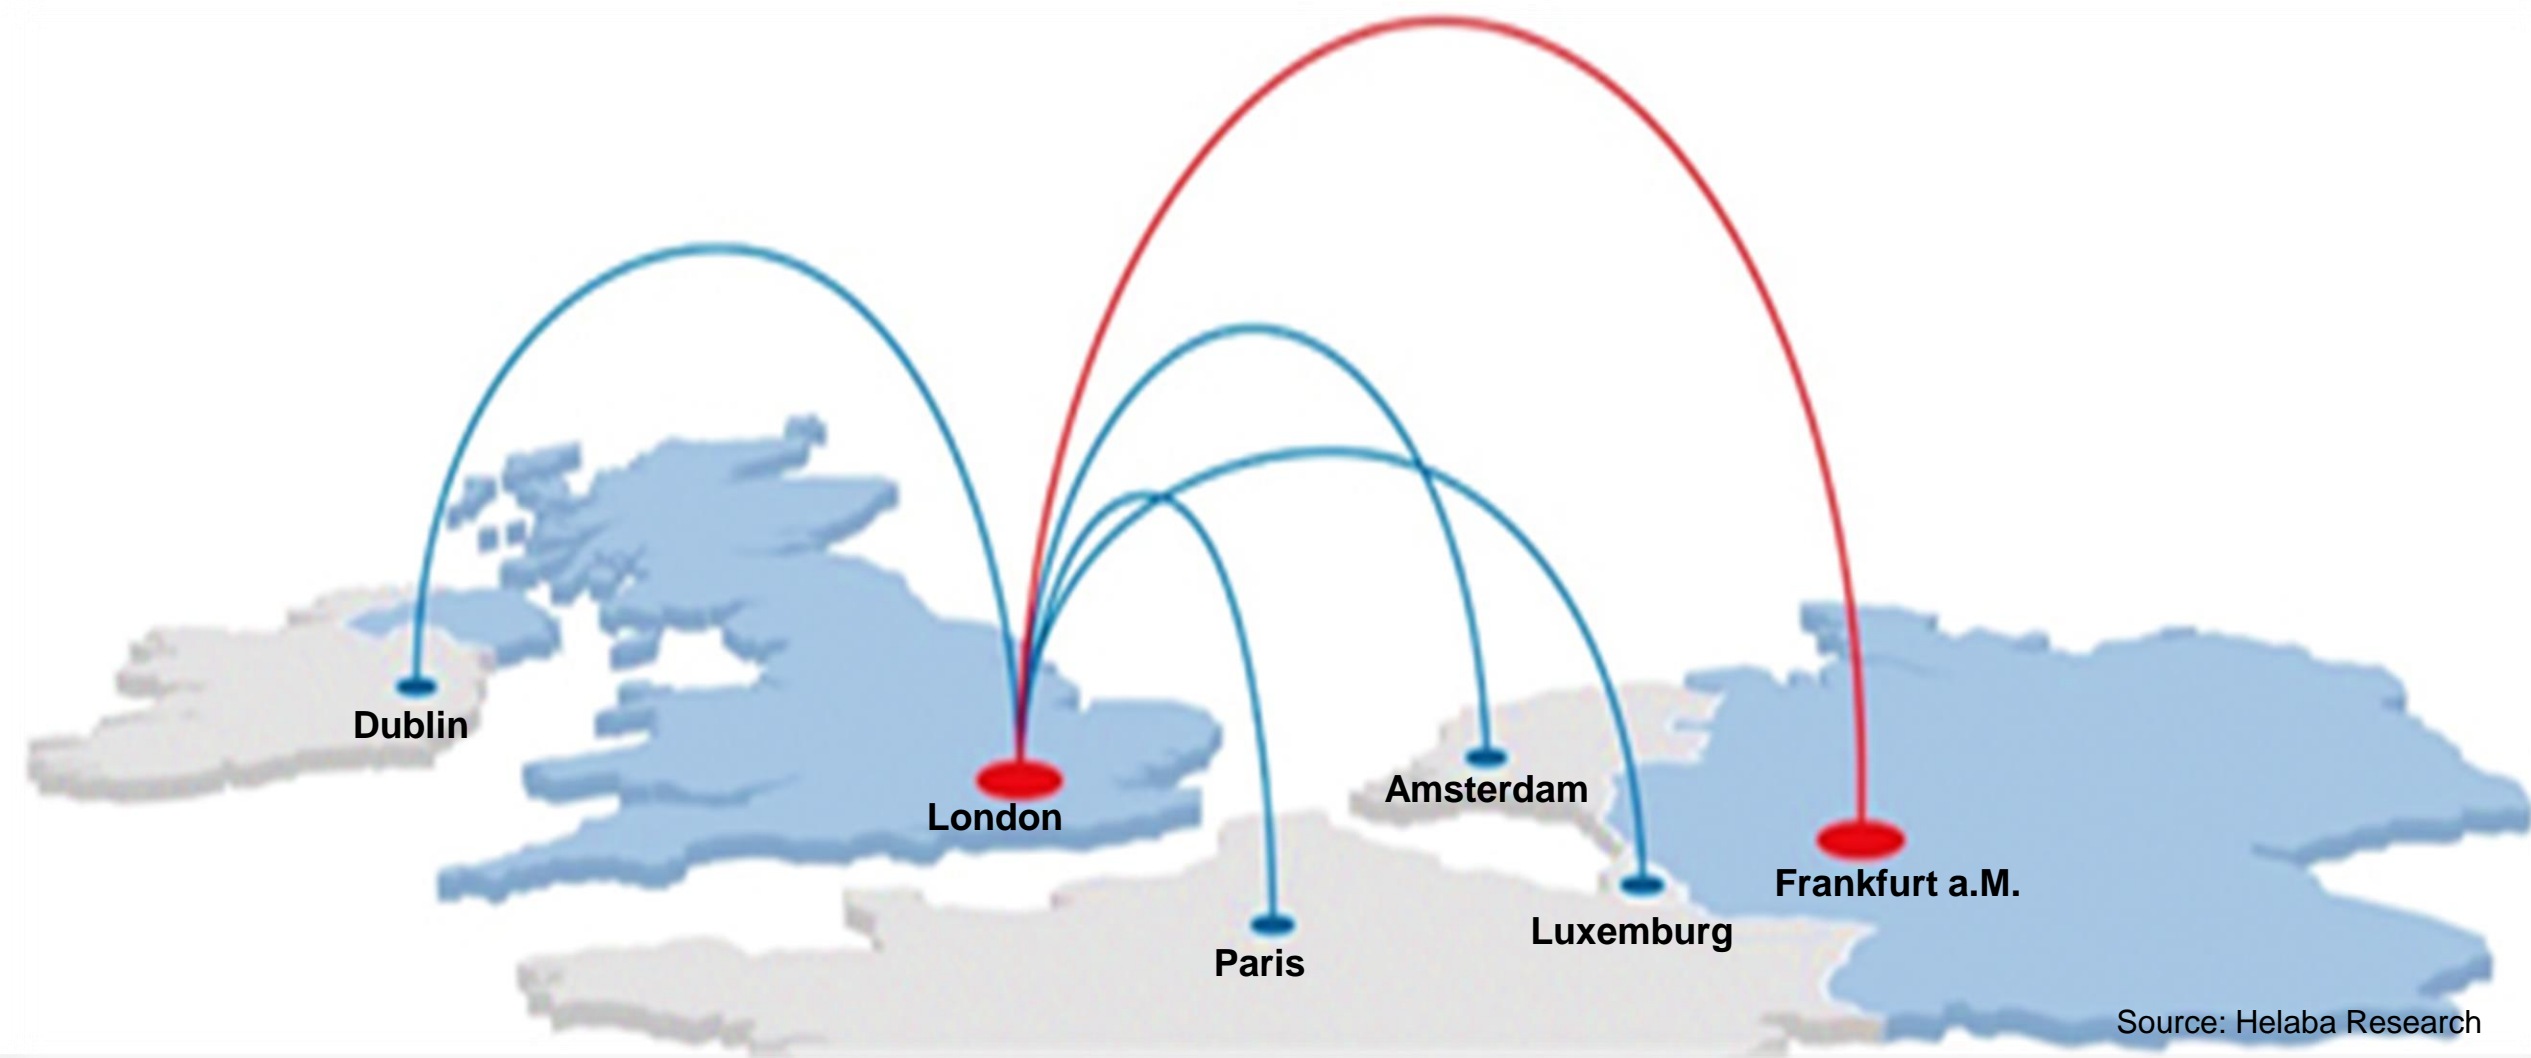 Dublin
London
Amsterdam
Frankfurt a.M.
Luxemburg
Paris
Source: Helaba Research